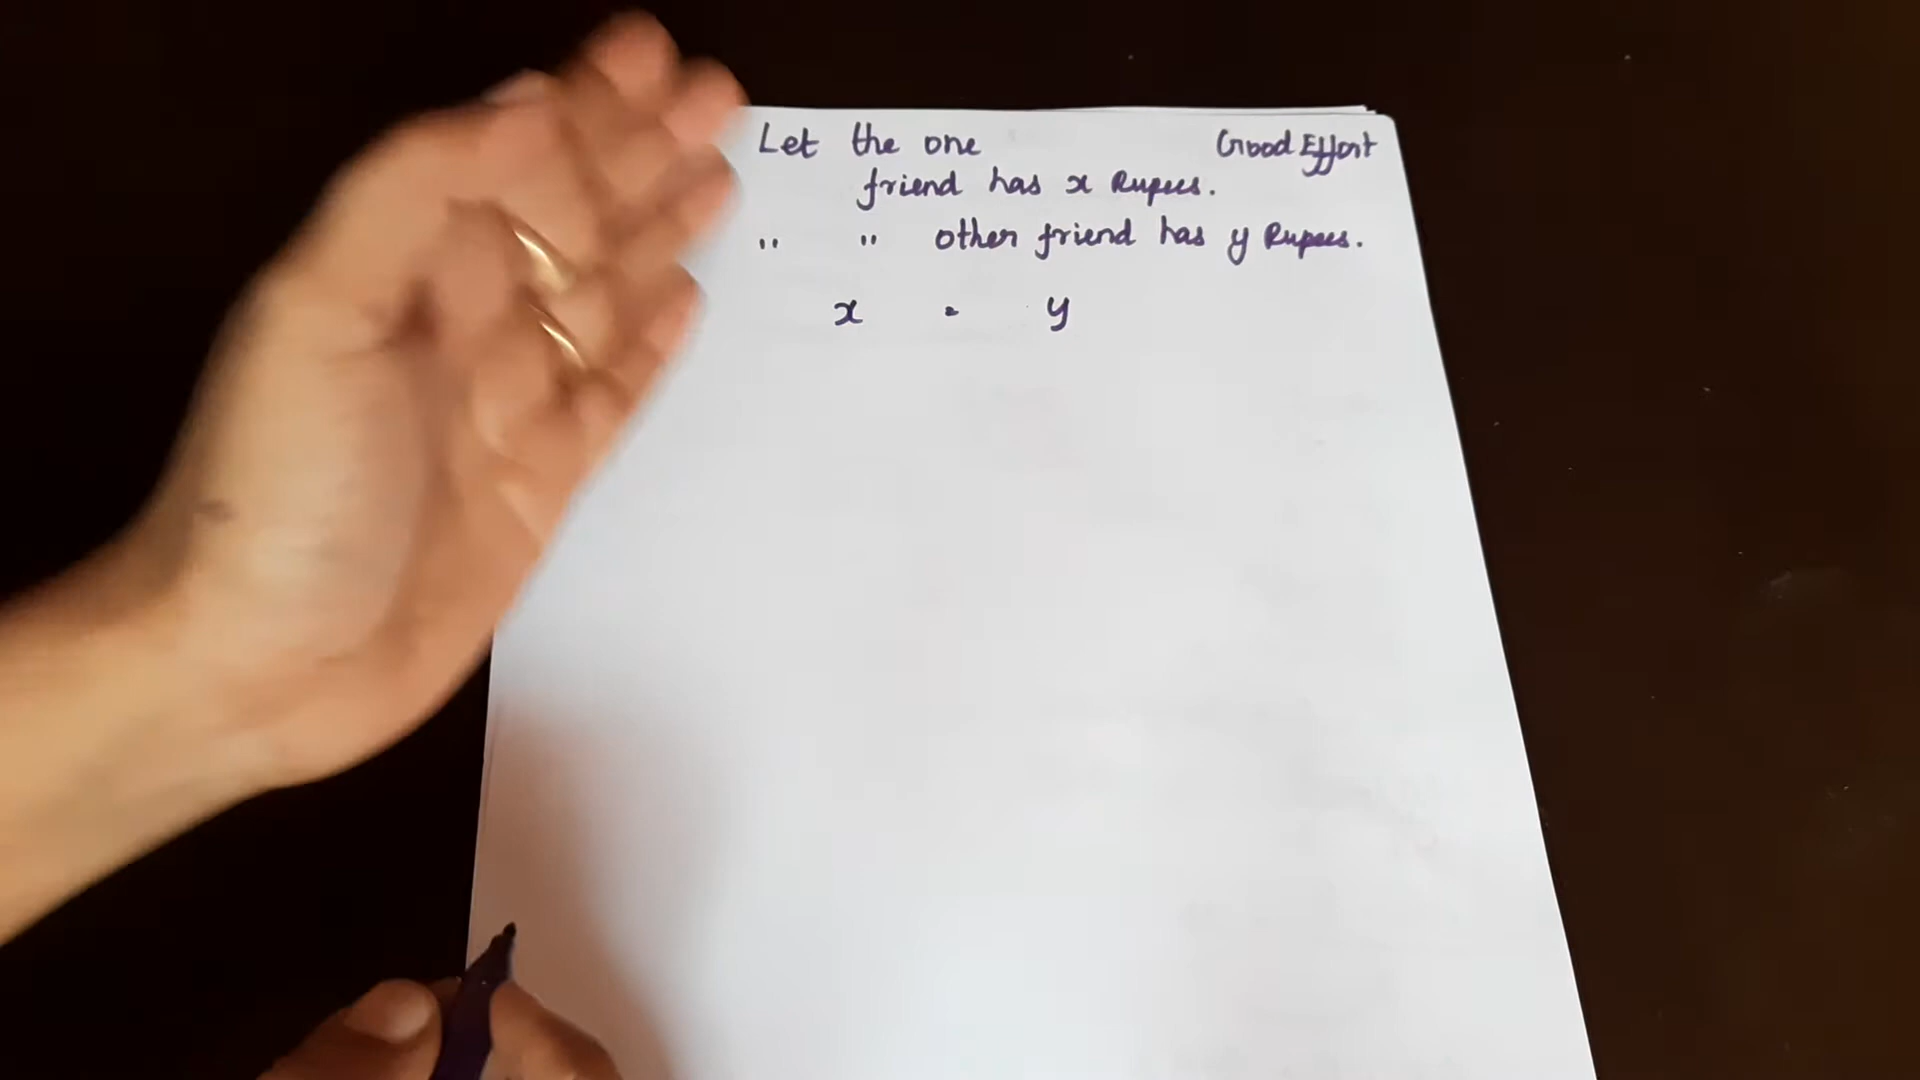 Let the one
Good Effort
friend has x Rupees.
" " other friend has y Rupees.
x = y